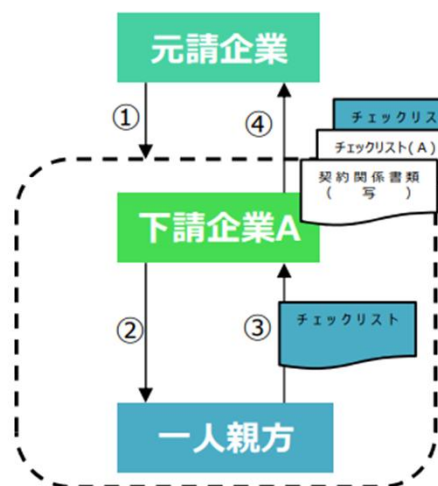 元請企業
①
④
チェックリス
チェックリスト(A)
契約関係書類
(写)
下請企業A
②
③
チェックリスト
一人親方